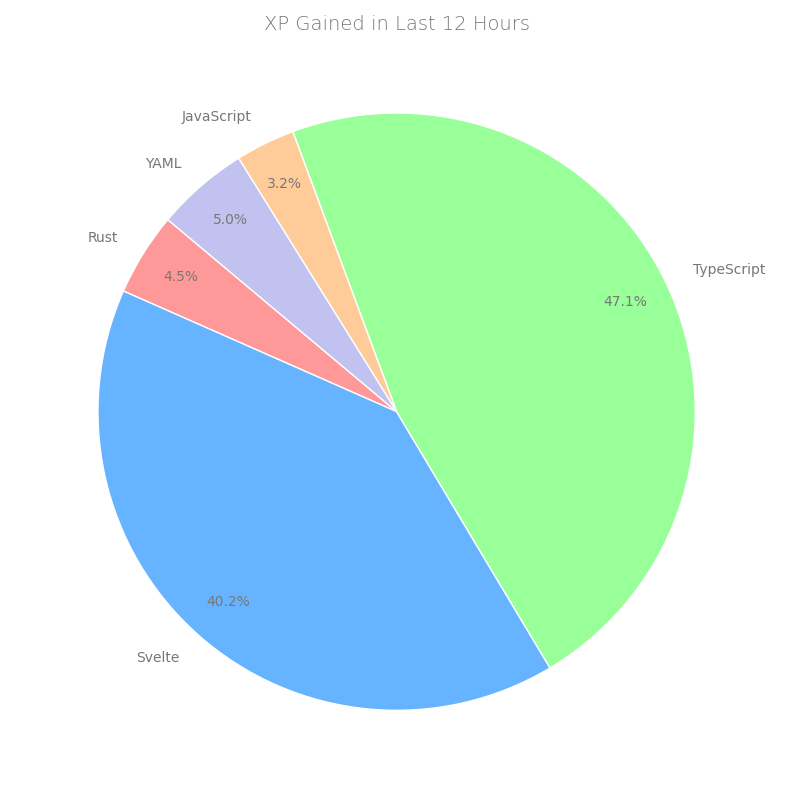 XP Gained in Last 12 Hours
JavaScript
YAML
3.2%
5.0%
Rust
4.5%
TypeScript
47.1%
40.2%
Svelte